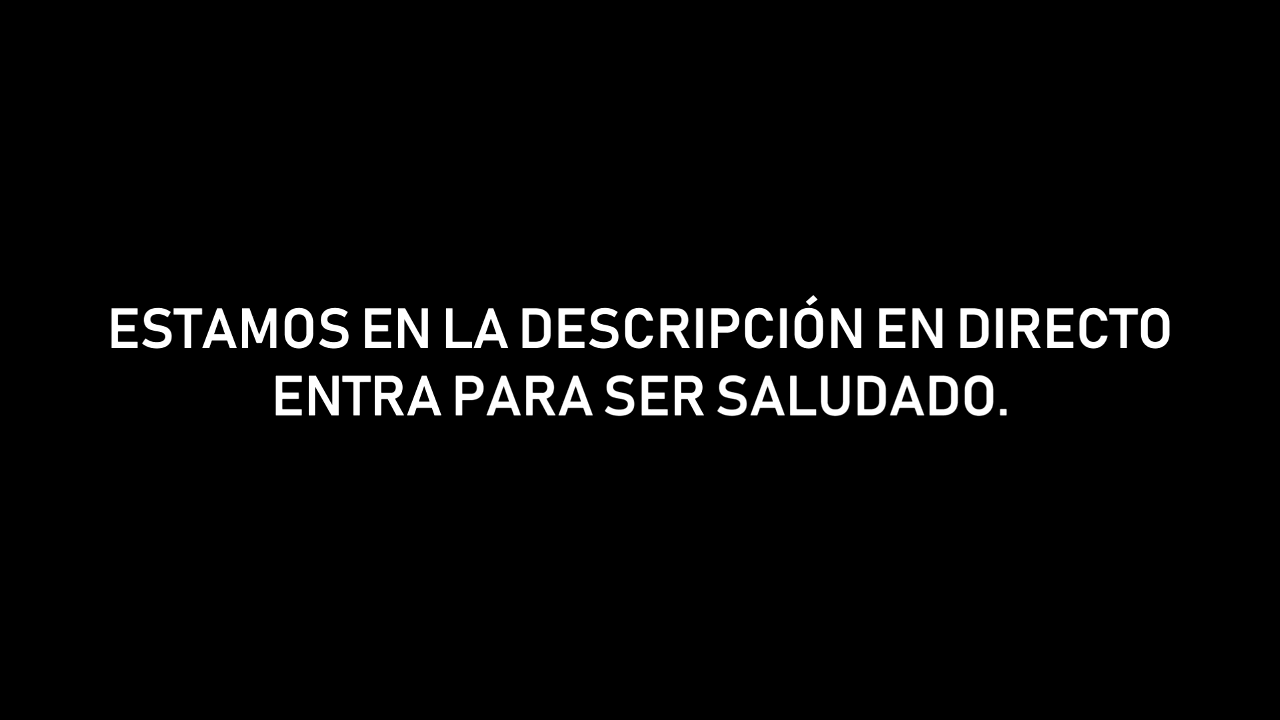 ESTAMOS EN LA DESCRIPCIÓN EN DIRECTO
ENTRA PARA SER SALUDADO.